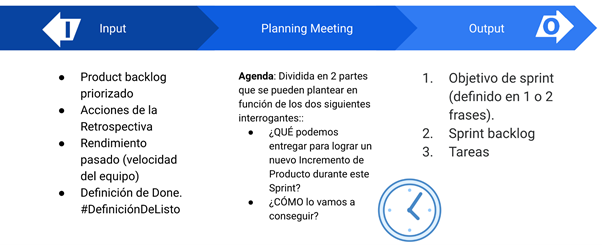 I Input
Planning Meeting
Output O
● Product backlog
priorizado
● Acciones de la
Retrospectiva
● Rendimiento
pasado (velocidad
del equipo)
● Definición de Done.
#DefiniciónDeListo
Agenda: Dividida en 2 partes
que se pueden plantear en
función de los dos siguientes
interrogantes::
● ¿QUÉ podemos
entregar para lograr un
nuevo Incremento de
Producto durante este
Sprint?
● ¿CÓMO lo vamos a
conseguir?
1. Objetivo de sprint
(definido en 1 o 2
frases).
2. Sprint backlog
3. Tareas